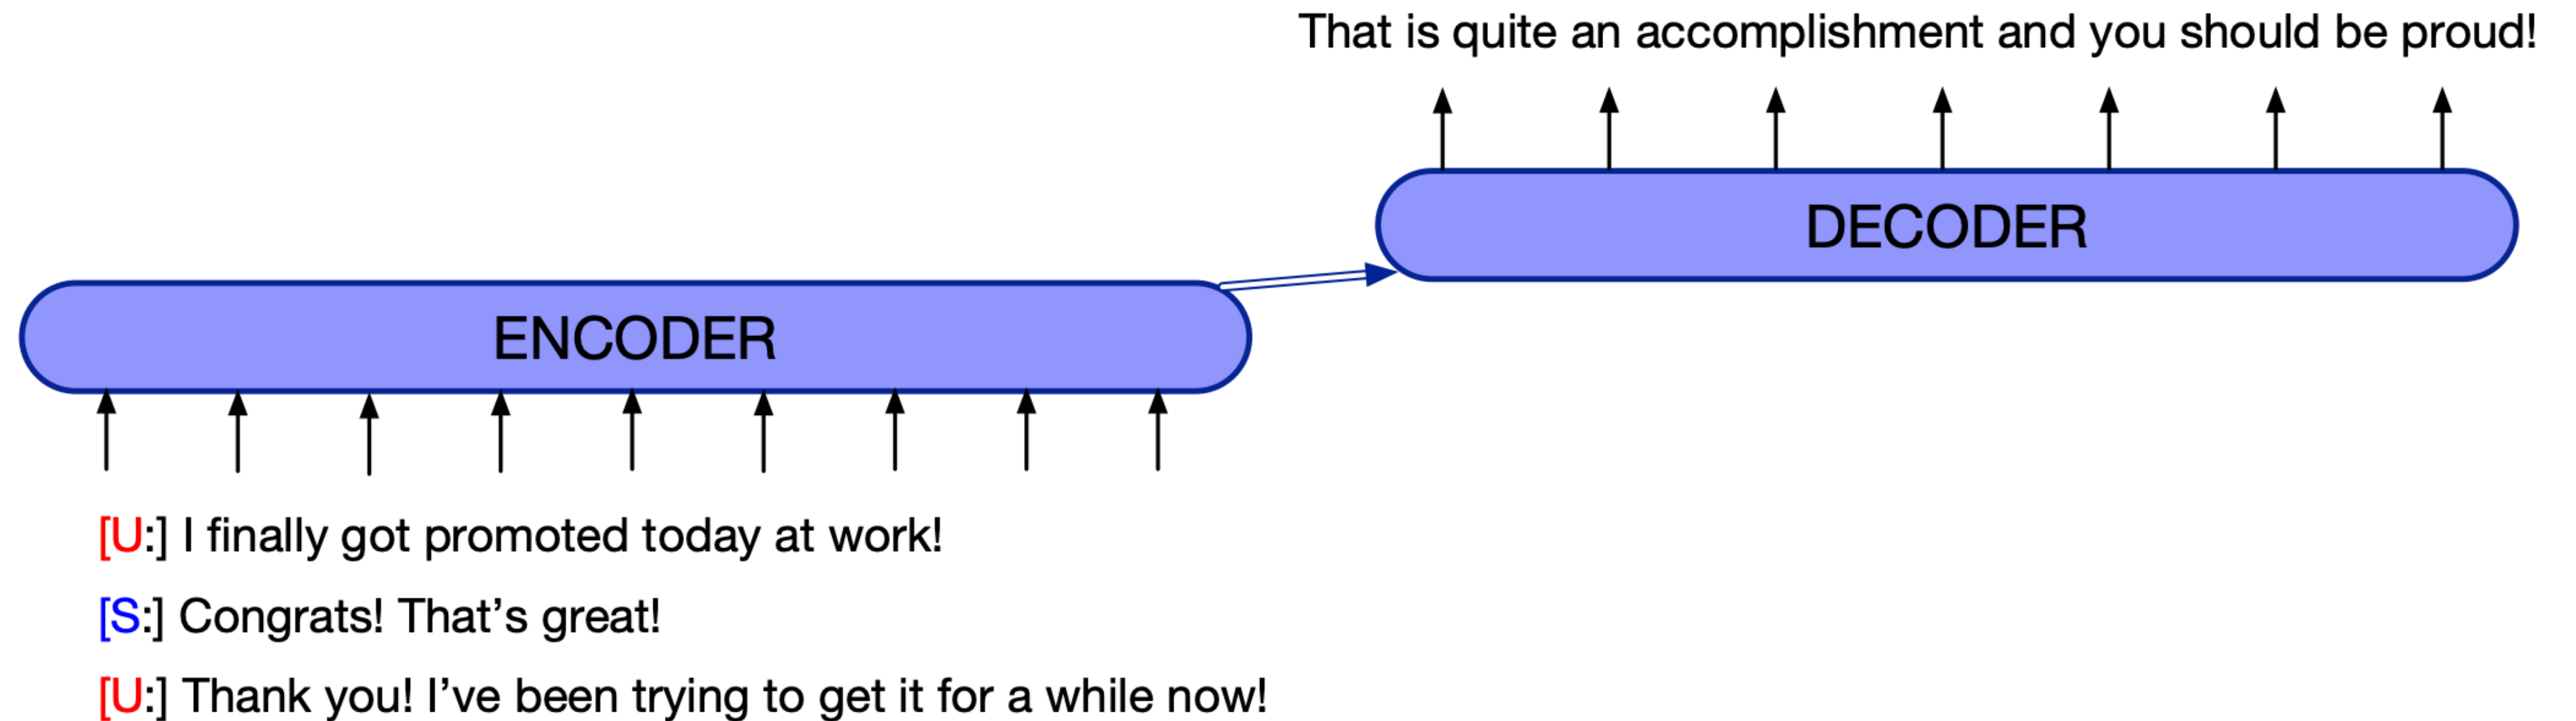 That is quite an accomplishment and you should be proud!
DECODER
ENCODER
[U:] I finally got promoted today at work!
[S:] Congrats! That’s great!
[U:] Thank you! I’ve been trying to get it for a while now!